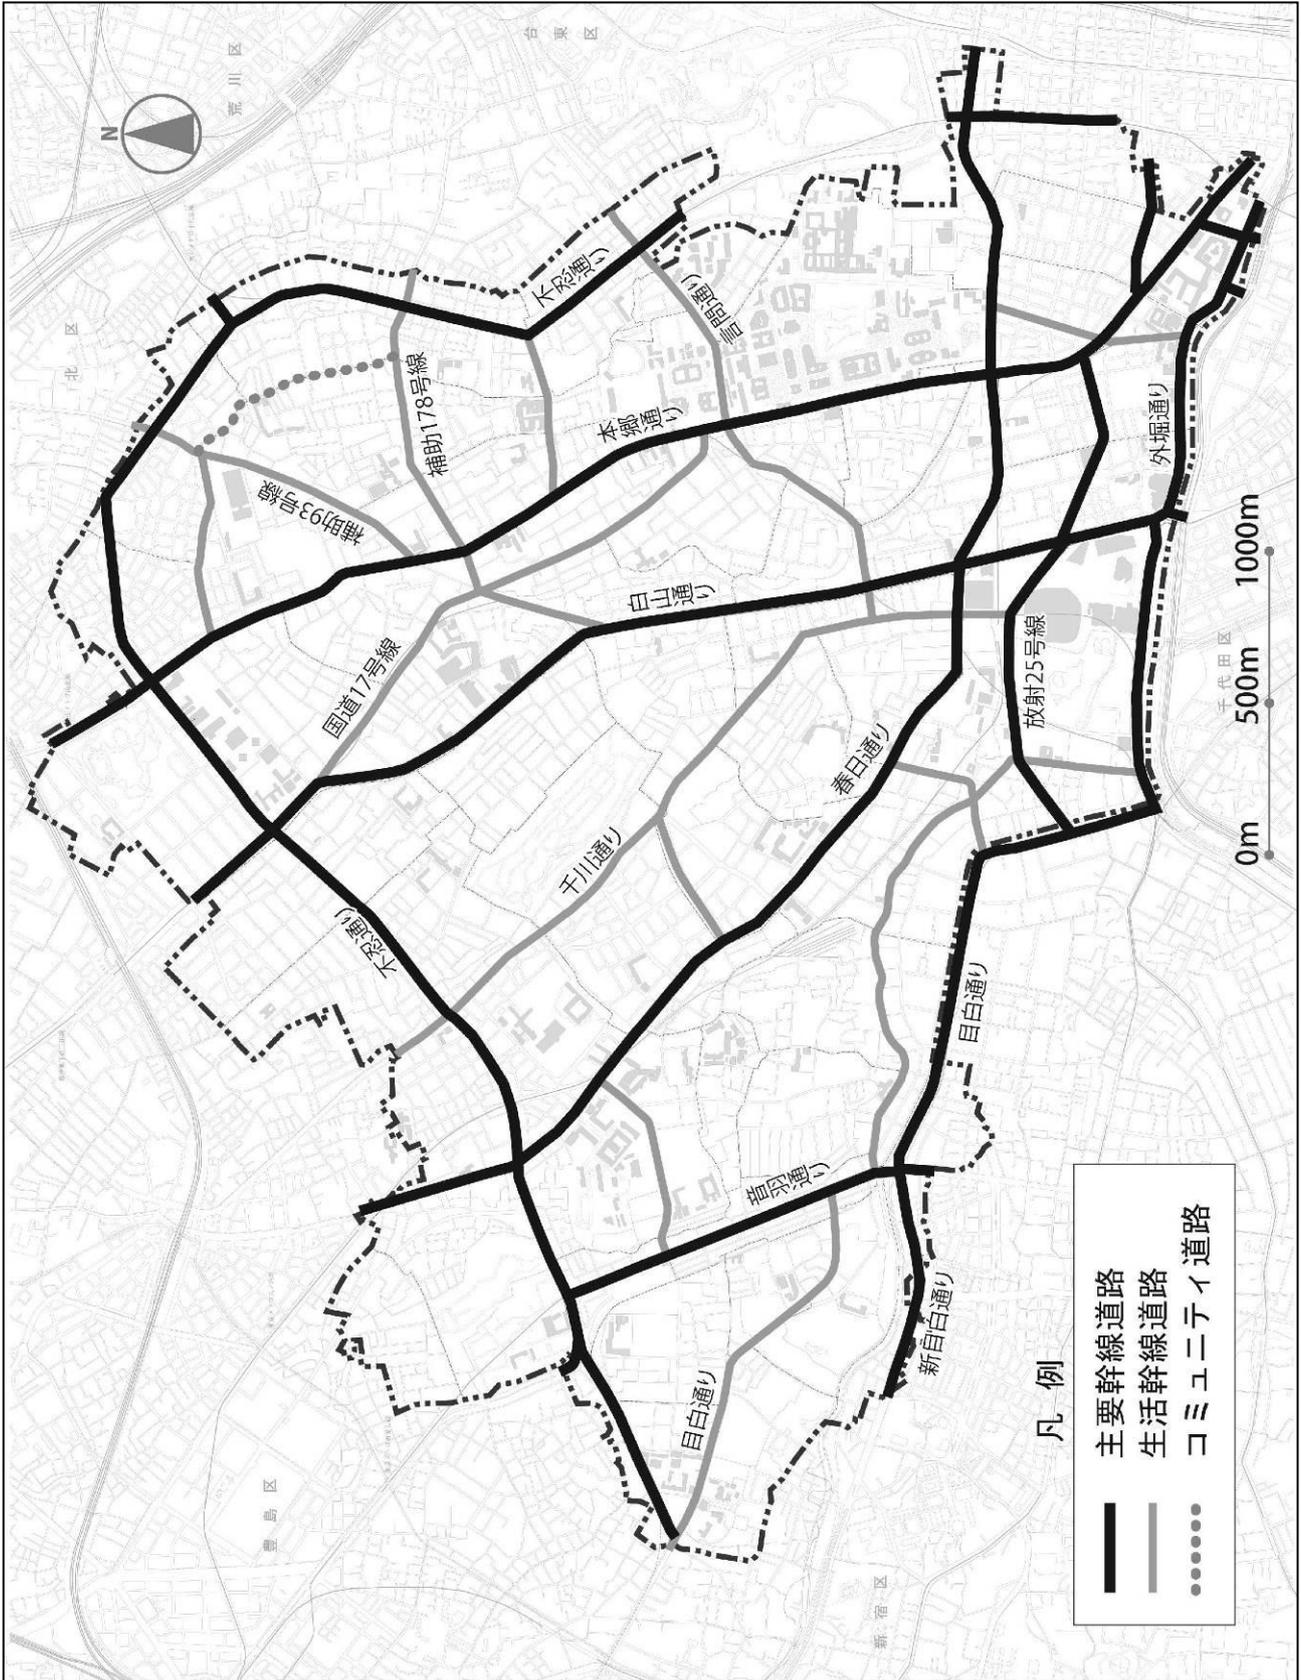 N
荒川区
台東区
北区
不忍通り
言問通り
補助178号線
補助93号線
本郷通り
国道17号線
白山通り
外堀通り
放射25号線
春日通り
千川通り
不忍通り
千代田区
音羽通り
目白通り
目白通り
新目白通り
豊島区
新宿区
0m
500m
1000m
凡 例
主要幹線道路
生活幹線道路
コミュニティ道路